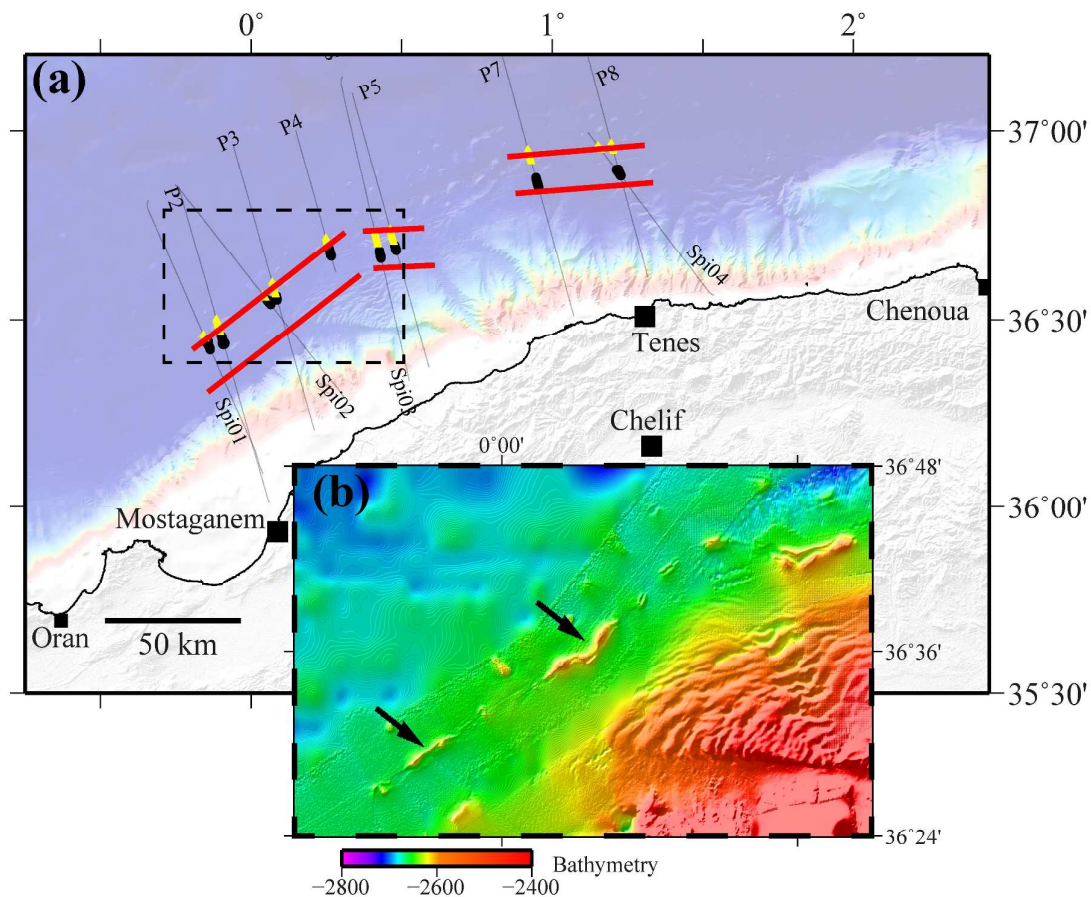 0° 1° 2°
(a)
P7
P8
P5
P4
P3
P2
37°00'
Spi04
Chenoua
36°30'
Tenes
Spi03
Spi02
Spi01
Chelif
0°00'
36°48'
(b)
36°00'
Mostaganem
Oran
50 km
36°36'
35°30'
36°24'
Bathymetry
−2800 −2600 −2400